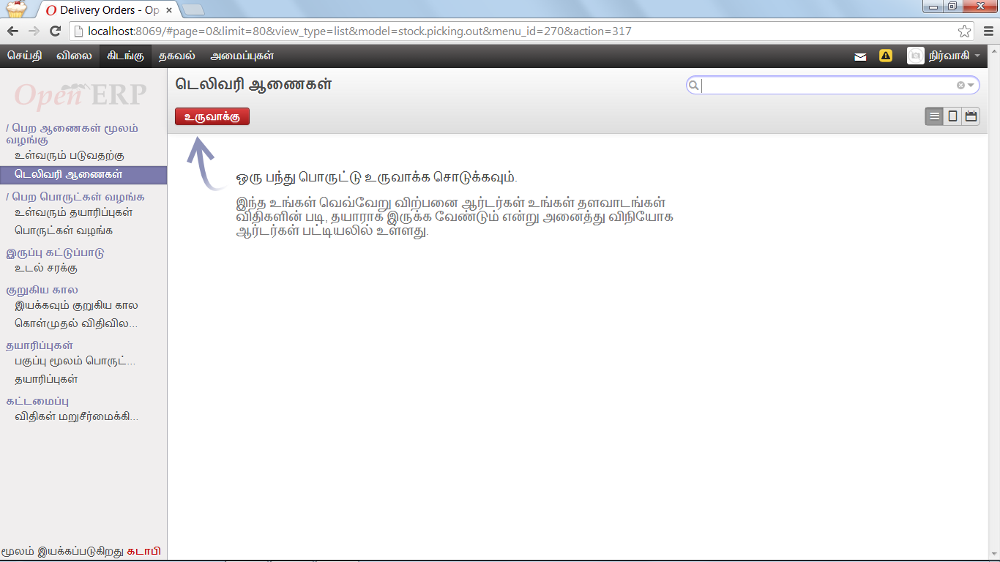 Delivery Orders - Op
localhost:8069/#page=0&limit=80&view_type=list&model=stock.picking.out&menu_id=270&action=317
செய்தி விலை கிடங்கு தகவல் அமைப்புகள் நிர்வாகி
Open ERP
டெலிவரி ஆணைகள்
உருவாக்கு
/ பெற ஆணைகள் மூலம்
வழங்கு
உள்வரும் படுவதற்கு
டெலிவரி ஆணைகள்
/ பெற பொருட்கள் வழங்க
உள்வரும் தயாரிப்புகள்
பொருட்கள் வழங்க
இருப்பு கட்டுப்பாடு
உடல் சரக்கு
குறுகிய கால
இயக்கவும் குறுகிய கால
கொள்முதல் விதிவில...
தயாரிப்புகள்
பகுப்பு மூலம் பொருட்...
தயாரிப்புகள்
கட்டமைப்பு
விதிகள் மறுசீர்மைக்கி...
மூலம் இயக்கப்படுகிறது கடாபி
ஒரு பந்து பொருட்டு உருவாக்க சொடுக்கவும்.
இந்த உங்கள் வெவ்வேறு விற்பனை ஆர்டர்கள் உங்கள் தளவாடங்கள்
விதிகளின் படி, தயாராக இருக்க வேண்டும் என்று அனைத்து விநியோக
ஆர்டர்கள் பட்டியலில் உள்ளது.